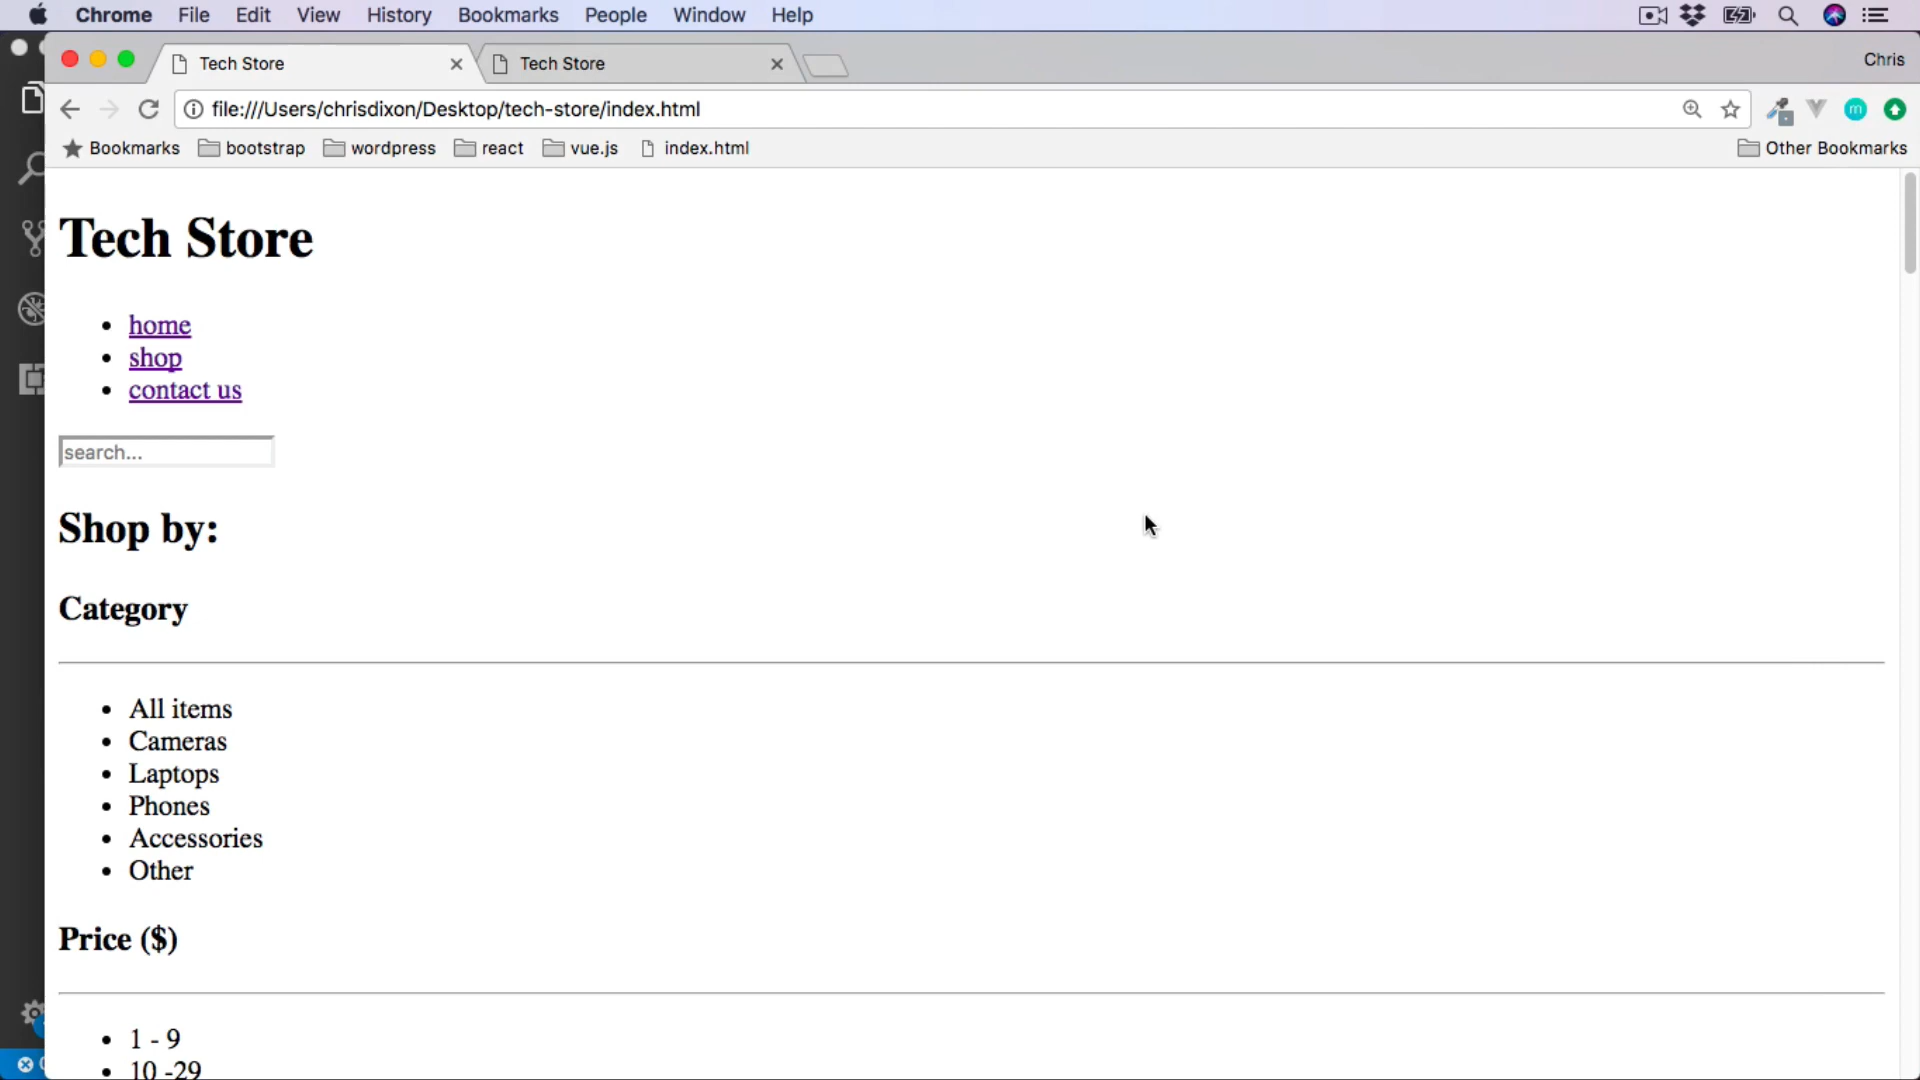 Chrome File Edit View History Bookmarks People Window Help
Tech Store Tech Store Chris
file:///Users/chrisdixon/Desktop/tech-store/index.html
Bookmarks bootstrap wordpress react vue.js index.html Other Bookmarks
Tech Store
home
shop
contact us
search...
Shop by:
Category
All items
Cameras
Laptops
Phones
Accessories
Other
Price ($)
1 - 9
10 -29